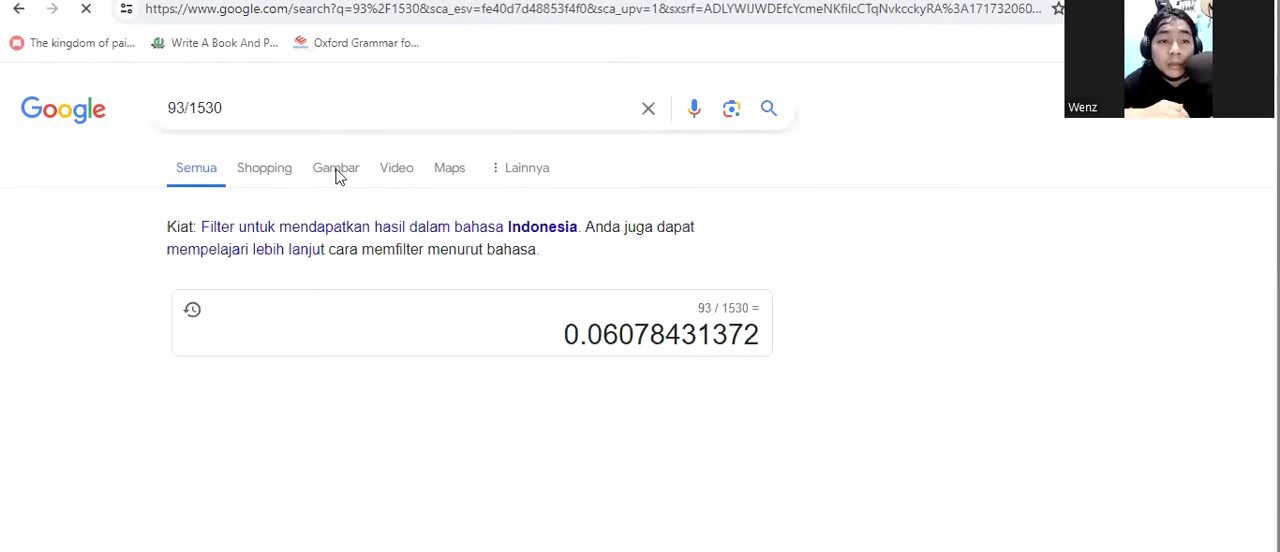 https://www.google.com/search?q=93%2F1530&sca_esv=fe40d7d48853f4f0&sca_upv=1&sxsrf=ADLYWIJWDEfcYcmeNKfilcCTqNvkcckyRA%3A171732060...
The kingdom of pai...
Write A Book And P...
Oxford Grammar fo...
Wenz
Google
93/1530
Semua Shopping Gambar Video Maps Lainnya
Kiat: Filter untuk mendapatkan hasil dalam bahasa Indonesia. Anda juga dapat
mempelajari lebih lanjut cara memfilter menurut bahasa.
93 / 1530 =
0.06078431372